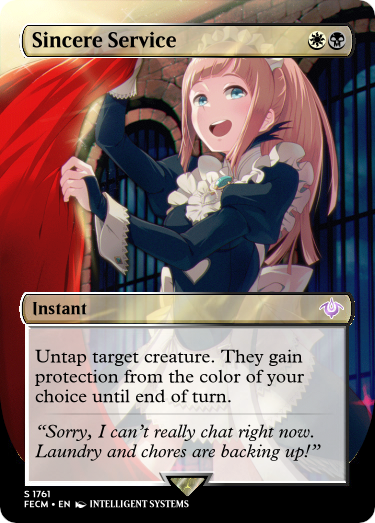 Sincere Service
Instant
Untap target creature. They gain
protection from the color of your
choice until end of turn.
“Sorry, I can’t really chat right now.
Laundry and chores are backing up!”
S 1761
FECM • EN INTELLIGENT SYSTEMS